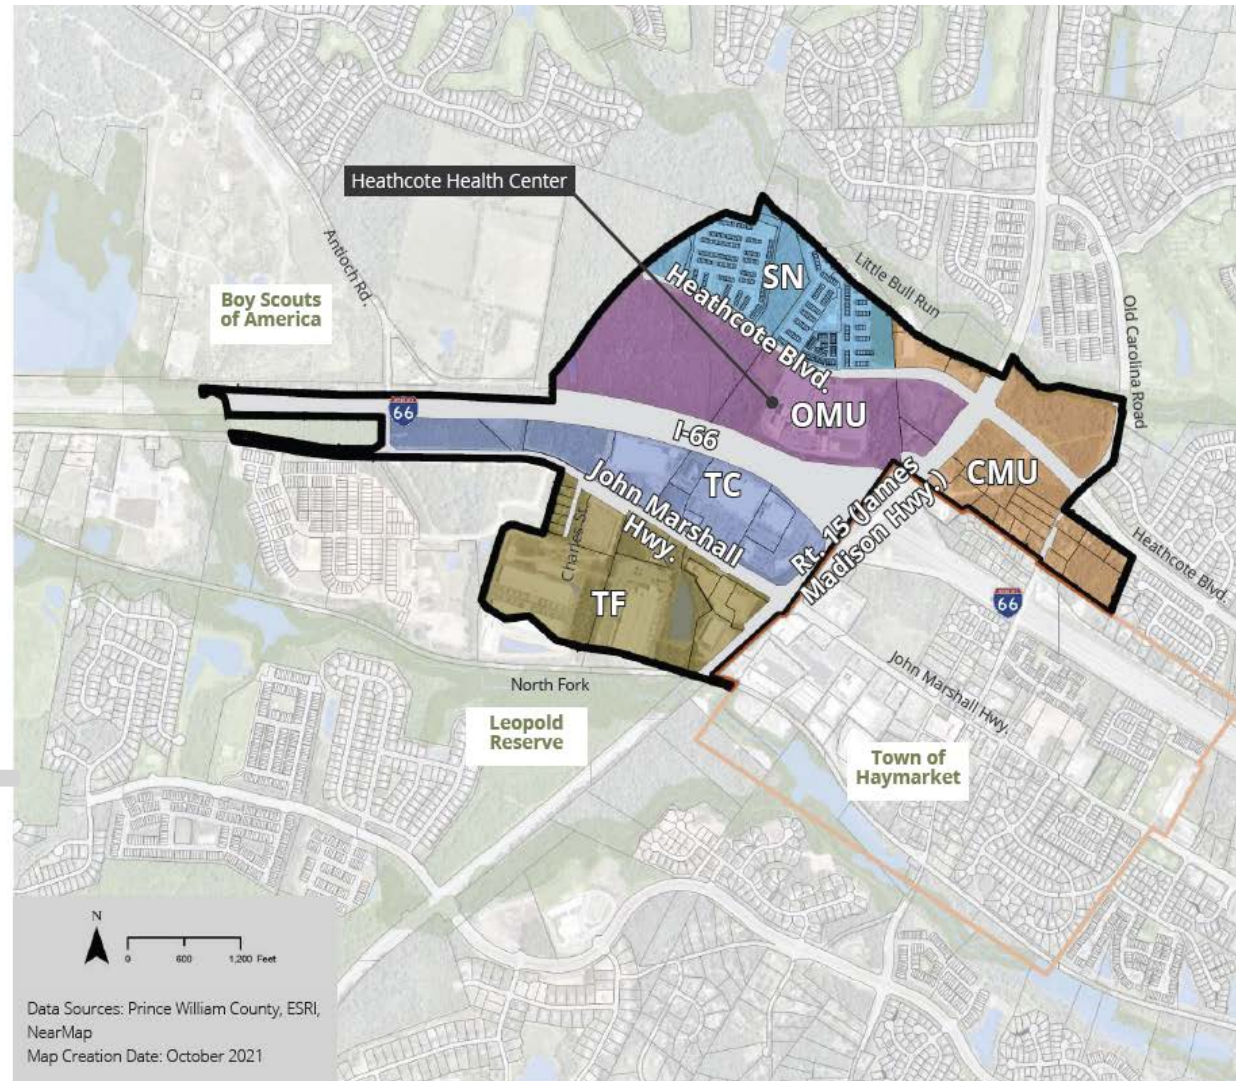 Heathcote Health Center
Antioch Rd.
Boy Scouts
of America
SN
Little Bull Run
Heathcote Blvd.
Old Carolina Road
66
OMU
I-66
TC
CMU
John Marshall
Hwy.
Rt. 15 (James
Madison Hwy.)
Charles St.
Heathcote Blvd.
TF
66
North Fork
John Marshall Hwy.
Leopold
Reserve
Town of
Haymarket
N
0 600 1,200 Feet
Data Sources: Prince William County, ESRI,
NearMap
Map Creation Date: October 2021